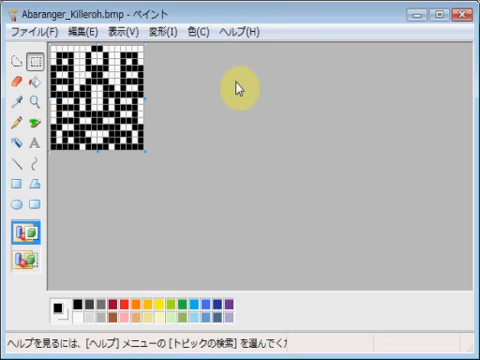 Abaranger_Killeroh.bmp - ペイント
ファイル(F) 編集(E) 表示(V) 変形(I) 色(C) ヘルプ(H)
A
ヘルプを見るには、[ヘルプ] メニューの [トピックの検索] を選んでくだ